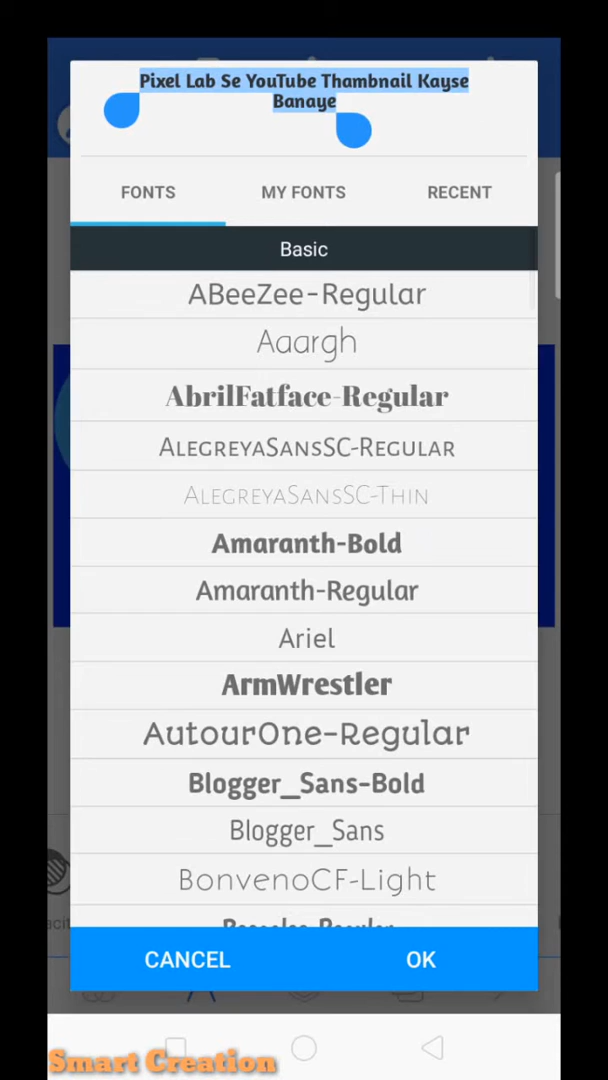 Pixel Lab Se YouTube Thambnail Kayse
Banaye
FONTS
MY FONTS
RECENT
Basic
ABeeZee-Regular
Aaargh
AbrilFatface-Regular
AlegreyaSansSC-Regular
AlegreyaSansSC-Thin
Amaranth-Bold
Amaranth-Regular
Ariel
ArmWrestler
AutourOne-Regular
Blogger_Sans-Bold
Blogger_Sans
BonvenoCF-Light
CANCEL
OK
Smart Creation